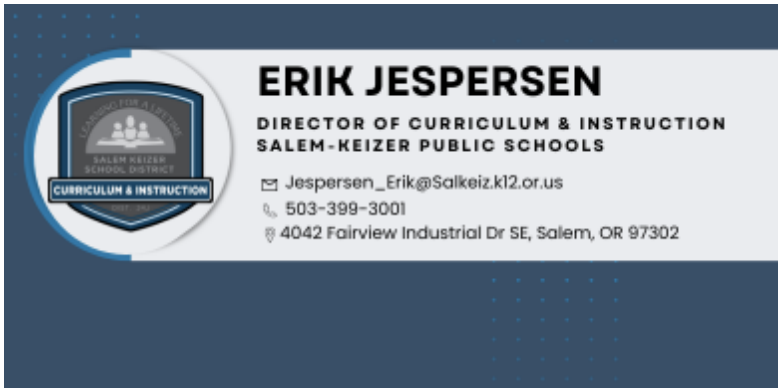 ERIK JESPERSEN
DIRECTOR OF CURRICULUM & INSTRUCTION
SALEM-KEIZER PUBLIC SCHOOLS
Jespersen_Erik@Salkeiz.k12.or.us
503-399-3001
4042 Fairview Industrial Dr SE, Salem, OR 97302
LEARNING FOR A LIFETIME
SALEM KEIZER
SCHOOL DISTRICT
CURRICULUM & INSTRUCTION